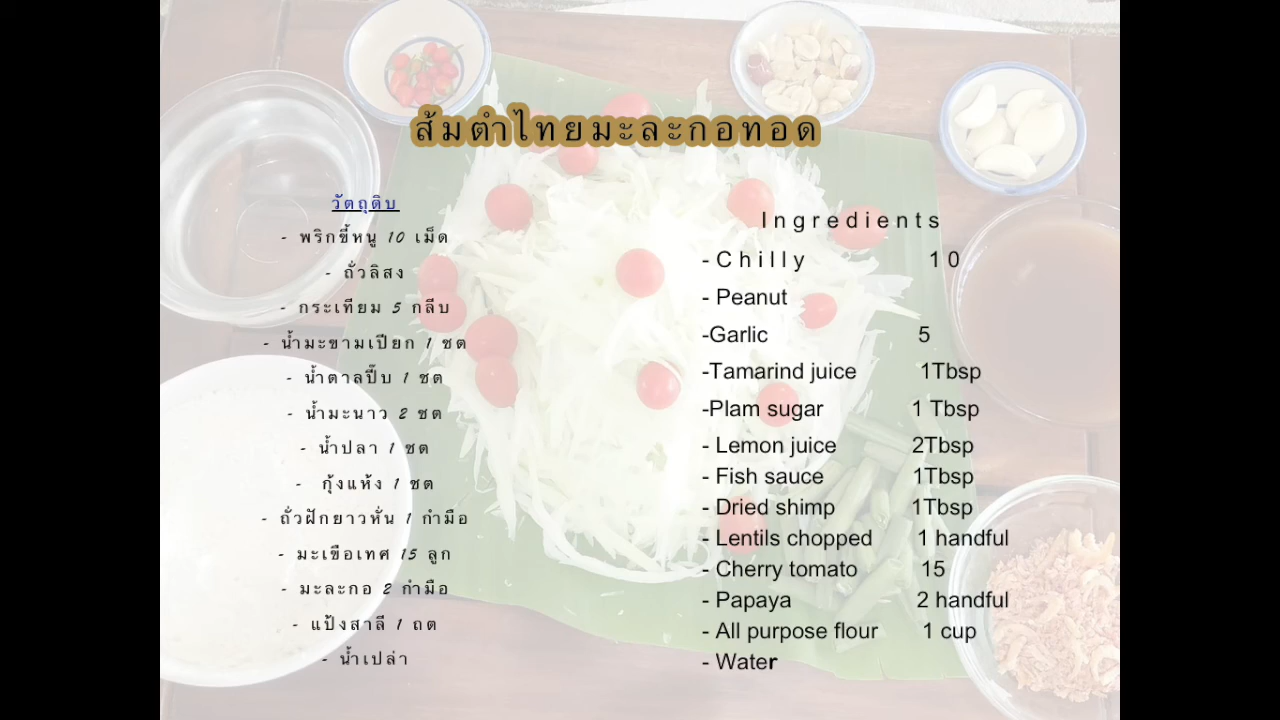 ส้มตำไทยมะละกอทอด
วัตถุติบ
- พริกขี้หนู 10 เม็ด
- ถั่วลิสง
- กระเทียม 5 กลีบ
- น้ำมะขามเปียก 1 ชต
- น้ำตาลปี๊บ 1 ชต
- น้ำมะนาว 2 ชต
- น้ำปลา 1 ชต
- กุ้งแห้ง 1 ชต
- ถั่วฝักยาวหั่น 1 กำมือ
- มะเขือเทศ 15 ลูก
- มะละกอ 2 กำมือ
- แป้งสาลี 1 ถต
- น้ำเปล่า
Ingredients
- Chilly 10
- Peanut
-Garlic 5
-Tamarind juice 1Tbsp
-Plam sugar 1 Tbsp
- Lemon juice 2Tbsp
- Fish sauce 1Tbsp
- Dried shimp 1Tbsp
- Lentils chopped 1 handful
- Cherry tomato 15
- Papaya 2 handful
- All purpose flour 1 cup
- Water